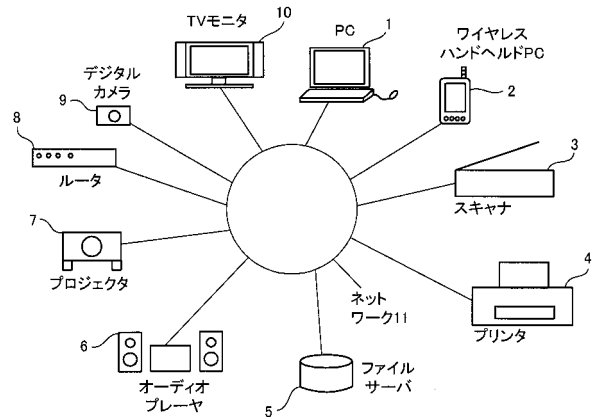 TVモニタ
10
PC
1
ワイヤレス
ハンドヘルドPC
2
デジタル
カメラ
9
8
ルータ
3
スキャナ
7
プロジェクタ
4
プリンタ
ネット
ワーク11
6
オーディオ
プレーヤ
ファイル
サーバ
5